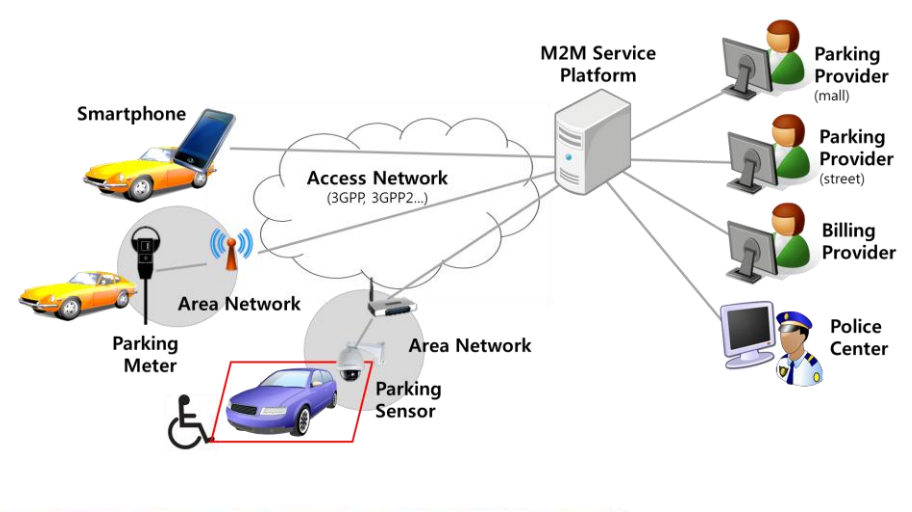 M2M Service
Platform
Parking
Provider
(mall)
Smartphone
Parking
Provider
(street)
Access Network
(3GPP, 3GPP2...)
Billing
Provider
Area Network
Parking
Meter
Area Network
Police
Center
Parking
Sensor